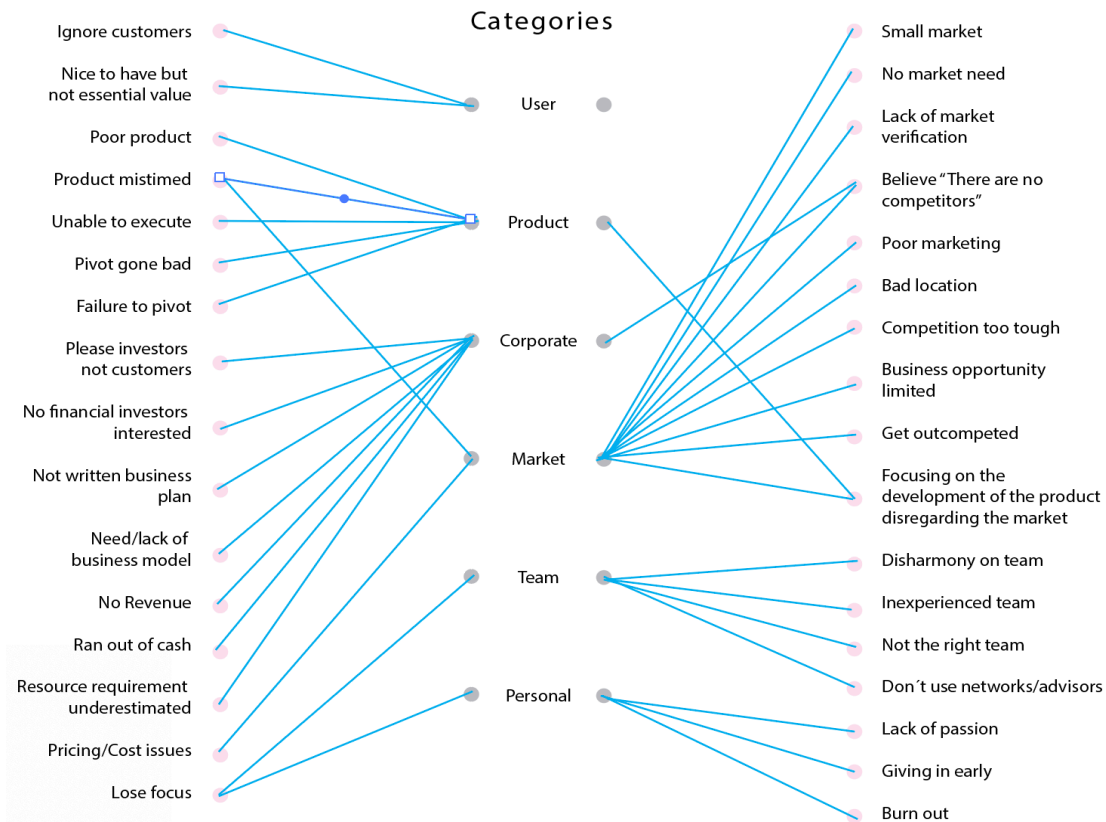 Categories
Ignore customers
Nice to have but
not essential value
Poor product
Product mistimed
Unable to execute
Pivot gone bad
Failure to pivot
Please investors
not customers
No financial investors
interested
Not written business
plan
Need/lack of
business model
No Revenue
Ran out of cash
Resource requirement
underestimated
Pricing/Cost issues
Lose focus
User
Product
Corporate
Market
Team
Personal
Small market
No market need
Lack of market
verification
Believe “There are no
competitors”
Poor marketing
Bad location
Competition too tough
Business opportunity
limited
Get outcompeted
Focusing on the
development of the product
disregarding the market
Disharmony on team
Inexperienced team
Not the right team
Don´t use networks/advisors
Lack of passion
Giving in early
Burn out